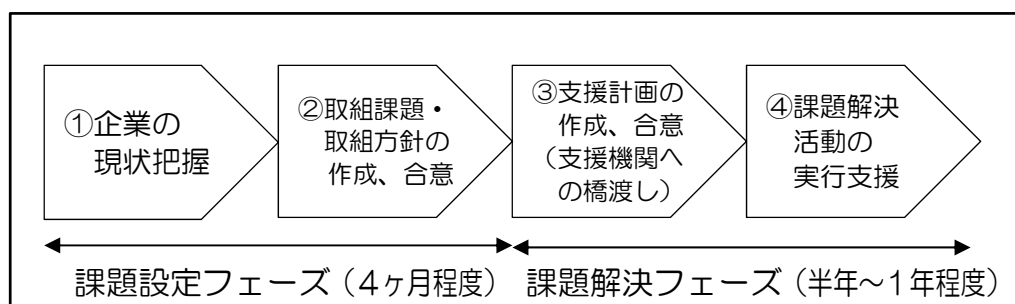 ①企業の
現状把握
②取組課題・
取組方針の
作成、合意
③支援計画の
作成、合意
(支援機関へ
の橋渡し)
④課題解決
活動の
実行支援
課題設定フェーズ(4ヶ月程度)
課題解決フェーズ(半年~1年程度)